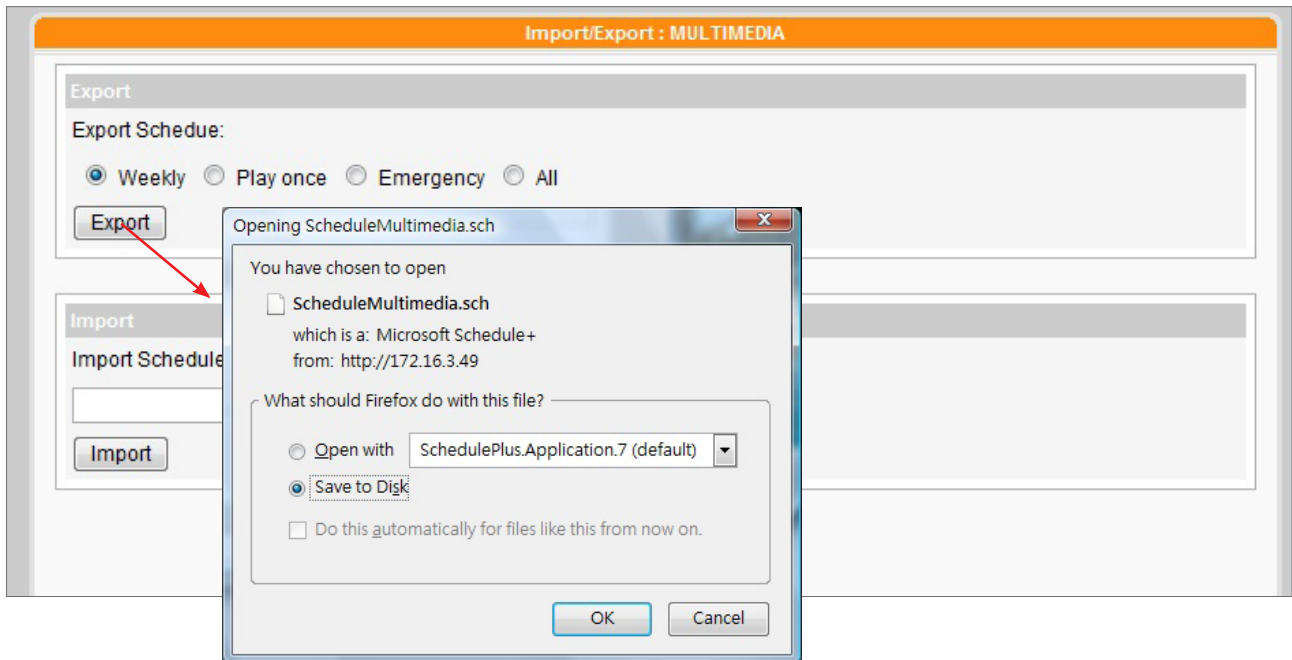 Import/Export : MULTIMEDIA
Export
Export Schedue:
Weekly Play once Emergency All
Export
Import
Import Schedule
Import
Opening ScheduleMultimedia.sch
You have chosen to open
ScheduleMultimedia.sch
which is a: Microsoft Schedule+
from: http://172.16.3.49
What should Firefox do with this file?
Open with SchedulePlus.Application.7 (default)
Save to Disk
Do this automatically for files like this from now on.
OK Cancel